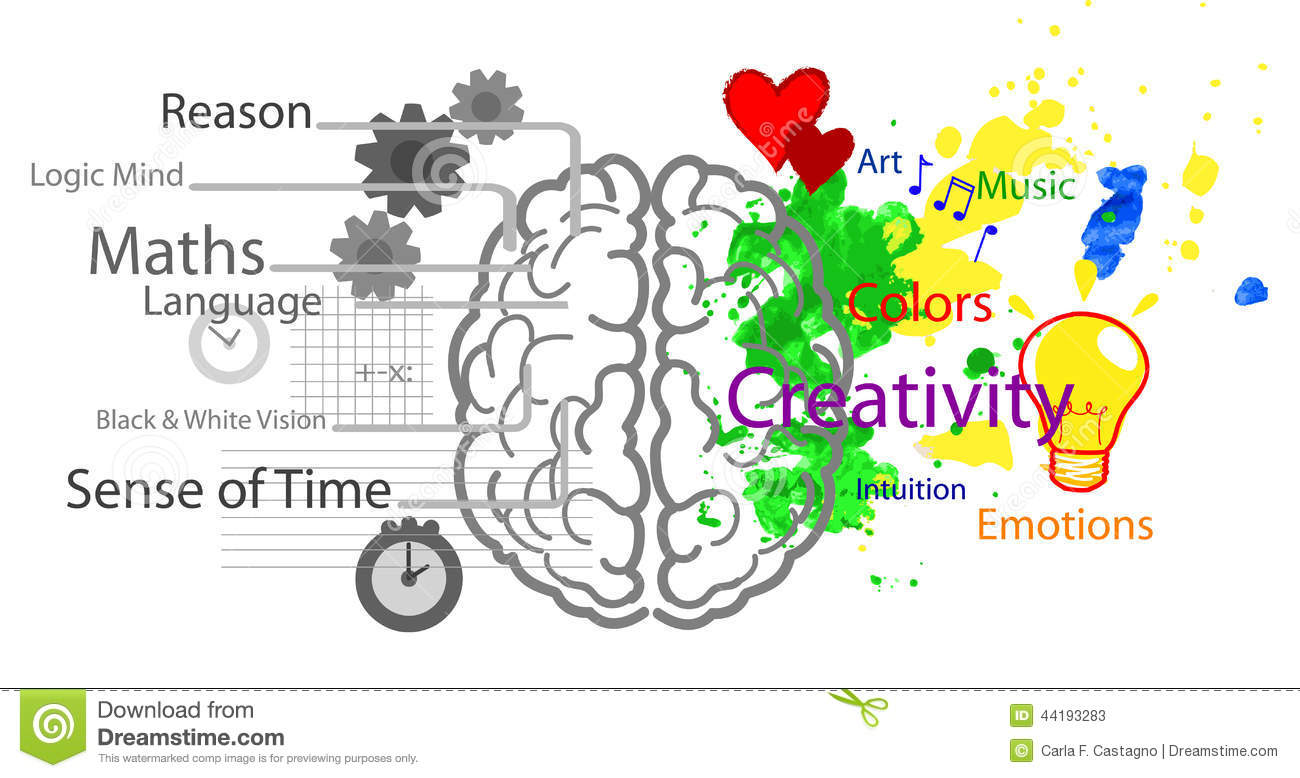 Reason
Logic Mind
Maths
Language
+-x:
Black & White Vision
Sense of Time
Art
Music
Colors
Creativity
Intuition
Emotions
dreamstime
Download from
Dreamstime.com
This watermarked comp image is for previewing purposes only.
ID 44193283
© Carla F. Castagno | Dreamstime.com